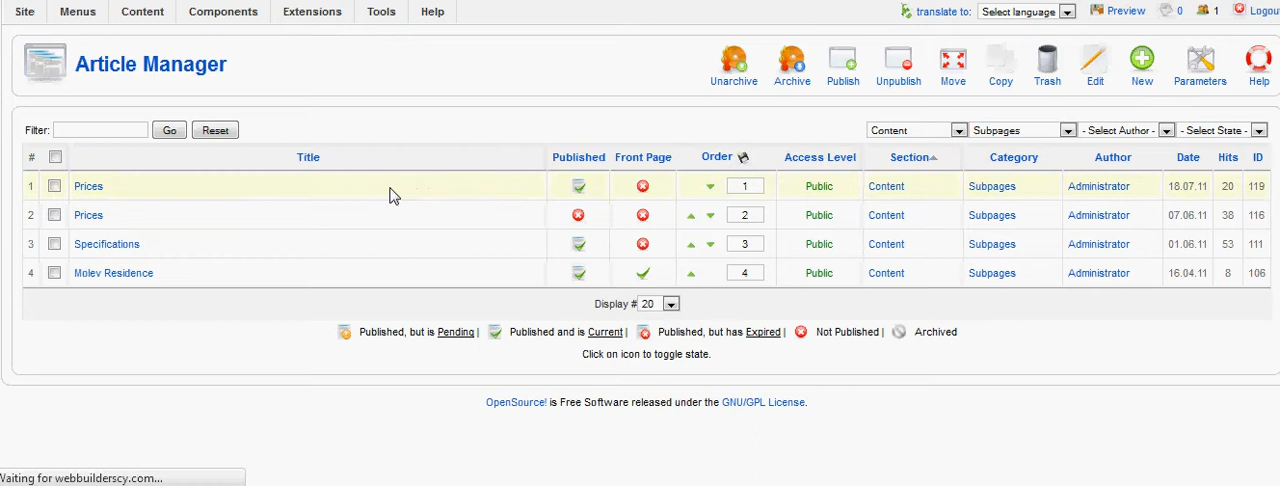 Site Menus Content Components Extensions Tools Help translate to: Select language Preview 0 1 Logout
Article Manager
Unarchive Archive Publish Unpublish Move Copy Trash Edit New Parameters Help
Filter: Go Reset Content Subpages - Select Author - - Select State -
# Title Published Front Page Order Access Level Section Category Author Date Hits ID
1 Prices 1 Public Content Subpages Administrator 18.07.11 20 119
2 Prices 2 Public Content Subpages Administrator 07.06.11 38 116
3 Specifications 3 Public Content Subpages Administrator 01.06.11 53 111
4 Molev Residence 4 Public Content Subpages Administrator 16.04.11 8 106
Display # 20
Published, but is Pending | Published and is Current | Published, but has Expired | Not Published | Archived
Click on icon to toggle state.
OpenSource! is Free Software released under the GNU/GPL License.
Waiting for webbuilderscy.com...